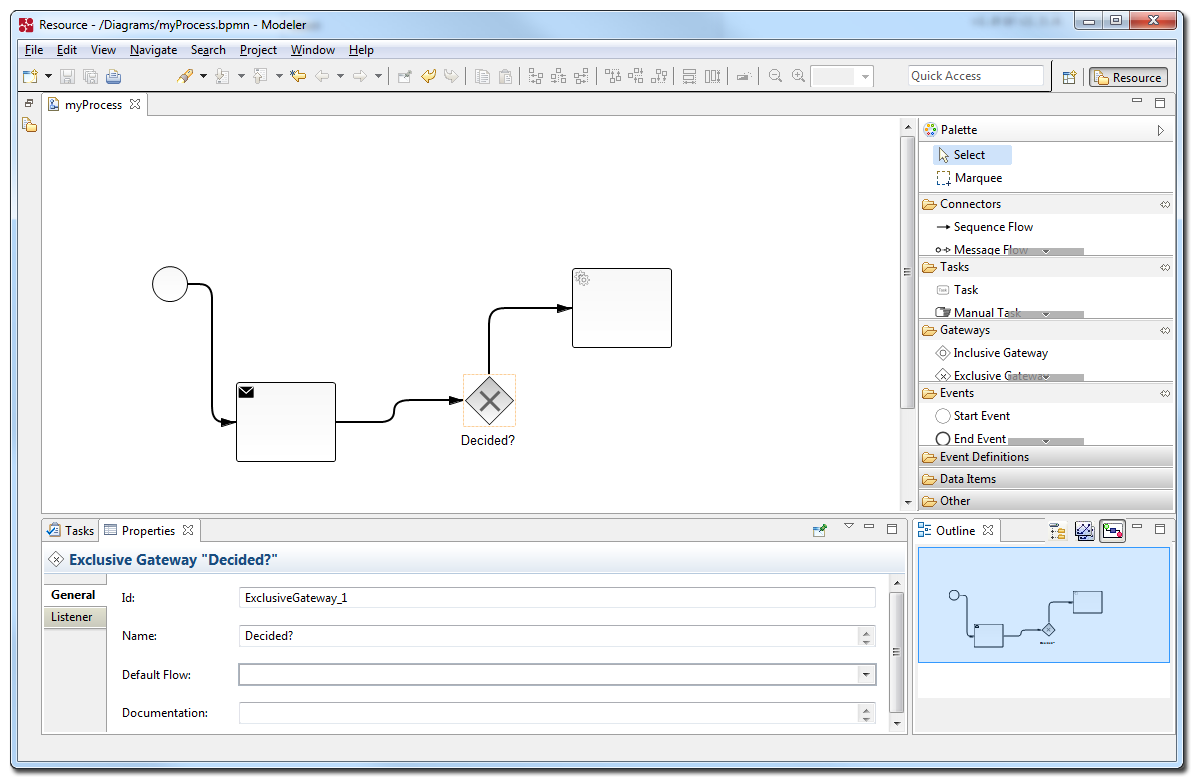 Resource - /Diagrams/myProcess.bpmn - Modeler
File Edit View Navigate Search Project Window Help
Quick Access
Resource
myProcess
Palette
Select
Marquee
Connectors
Sequence Flow
Message Flow
Tasks
Task
Manual Task
Gateways
Inclusive Gateway
Exclusive Gateway
Events
Start Event
End Event
Event Definitions
Data Items
Other
Decided?
Tasks Properties
Exclusive Gateway "Decided?"
General
Listener
Id: ExclusiveGateway_1
Name: Decided?
Default Flow:
Documentation:
Outline